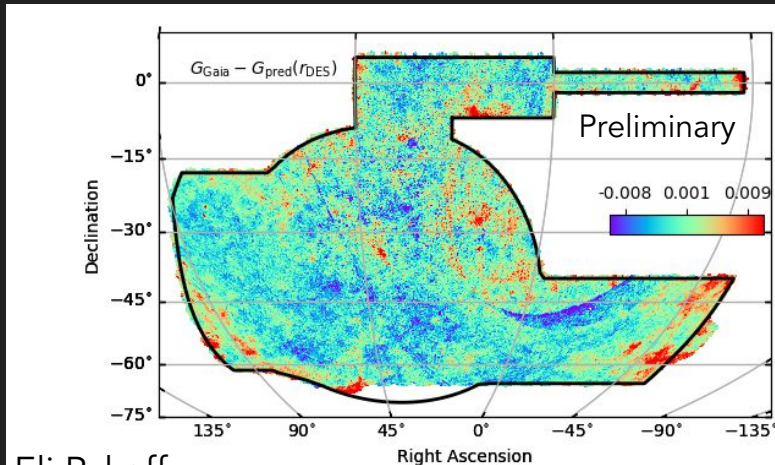 G_Gaia − G_pred(r_DES)
Preliminary
-0.008 0.001 0.009
0°
−15°
−30°
−45°
−60°
−75°
Declination
135° 90° 45° 0° −45° −90° −135°
Right Ascension
Eli